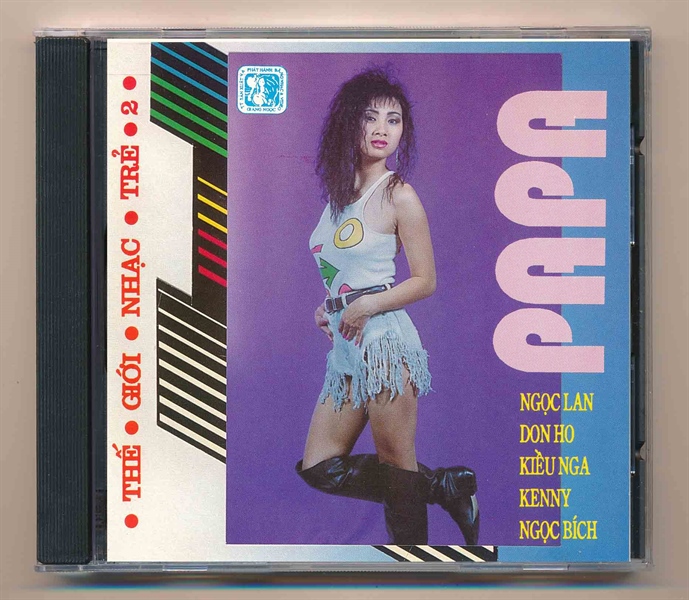 • THẾ • GIỚI • NHẠC • TRẺ • 2 •
PAPA
NGỌC LAN
DON HO
KIỀU NGA
KENNY
NGỌC BÍCH